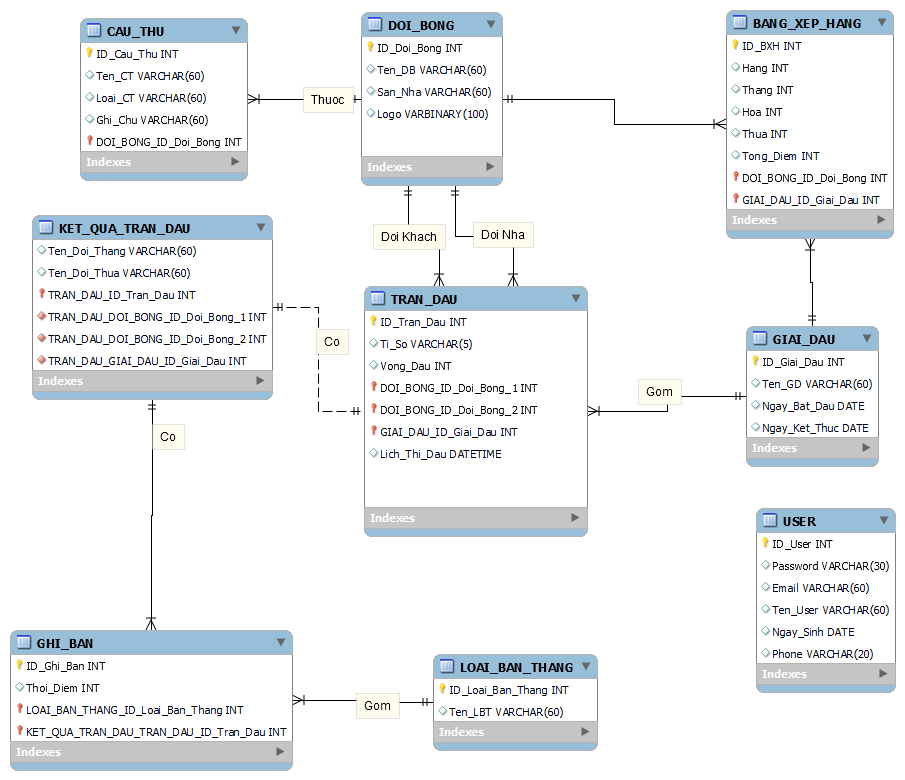 CAU_THU
ID_Cau_Thu INT
Ten_CT VARCHAR(60)
Loai_CT VARCHAR(60)
Ghi_Chu VARCHAR(60)
DOI_BONG_ID_Doi_Bong INT
Indexes
Thuoc
DOI_BONG
ID_Doi_Bong INT
Ten_DB VARCHAR(60)
San_Nha VARCHAR(60)
Logo VARBINARY(100)
Indexes
BANG_XEP_HANG
ID_BXH INT
Hang INT
Thang INT
Hoa INT
Thua INT
Tong_Diem INT
DOI_BONG_ID_Doi_Bong INT
GIAI_DAU_ID_Giai_Dau INT
Indexes
Doi Khach
Doi Nha
KET_QUA_TRAN_DAU
Ten_Doi_Thang VARCHAR(60)
Ten_Doi_Thua VARCHAR(60)
TRAN_DAU_ID_Tran_Dau INT
TRAN_DAU_DOI_BONG_ID_Doi_Bong_1 INT
TRAN_DAU_DOI_BONG_ID_Doi_Bong_2 INT
TRAN_DAU_GIAI_DAU_ID_Giai_Dau INT
Indexes
Co
TRAN_DAU
ID_Tran_Dau INT
Ti_So VARCHAR(5)
Vong_Dau INT
DOI_BONG_ID_Doi_Bong_1 INT
DOI_BONG_ID_Doi_Bong_2 INT
GIAI_DAU_ID_Giai_Dau INT
Lich_Thi_Dau DATETIME
Indexes
Gom
GIAI_DAU
ID_Giai_Dau INT
Ten_GD VARCHAR(60)
Ngay_Bat_Dau DATE
Ngay_Ket_Thuc DATE
Indexes
Co
USER
ID_User INT
Password VARCHAR(30)
Email VARCHAR(60)
Ten_User VARCHAR(60)
Ngay_Sinh DATE
Phone VARCHAR(20)
Indexes
GHI_BAN
ID_Ghi_Ban INT
Thoi_Diem INT
LOAI_BAN_THANG_ID_Loai_Ban_Thang INT
KET_QUA_TRAN_DAU_TRAN_DAU_ID_Tran_Dau INT
Indexes
Gom
LOAI_BAN_THANG
ID_Loai_Ban_Thang INT
Ten_LBT VARCHAR(60)
Indexes